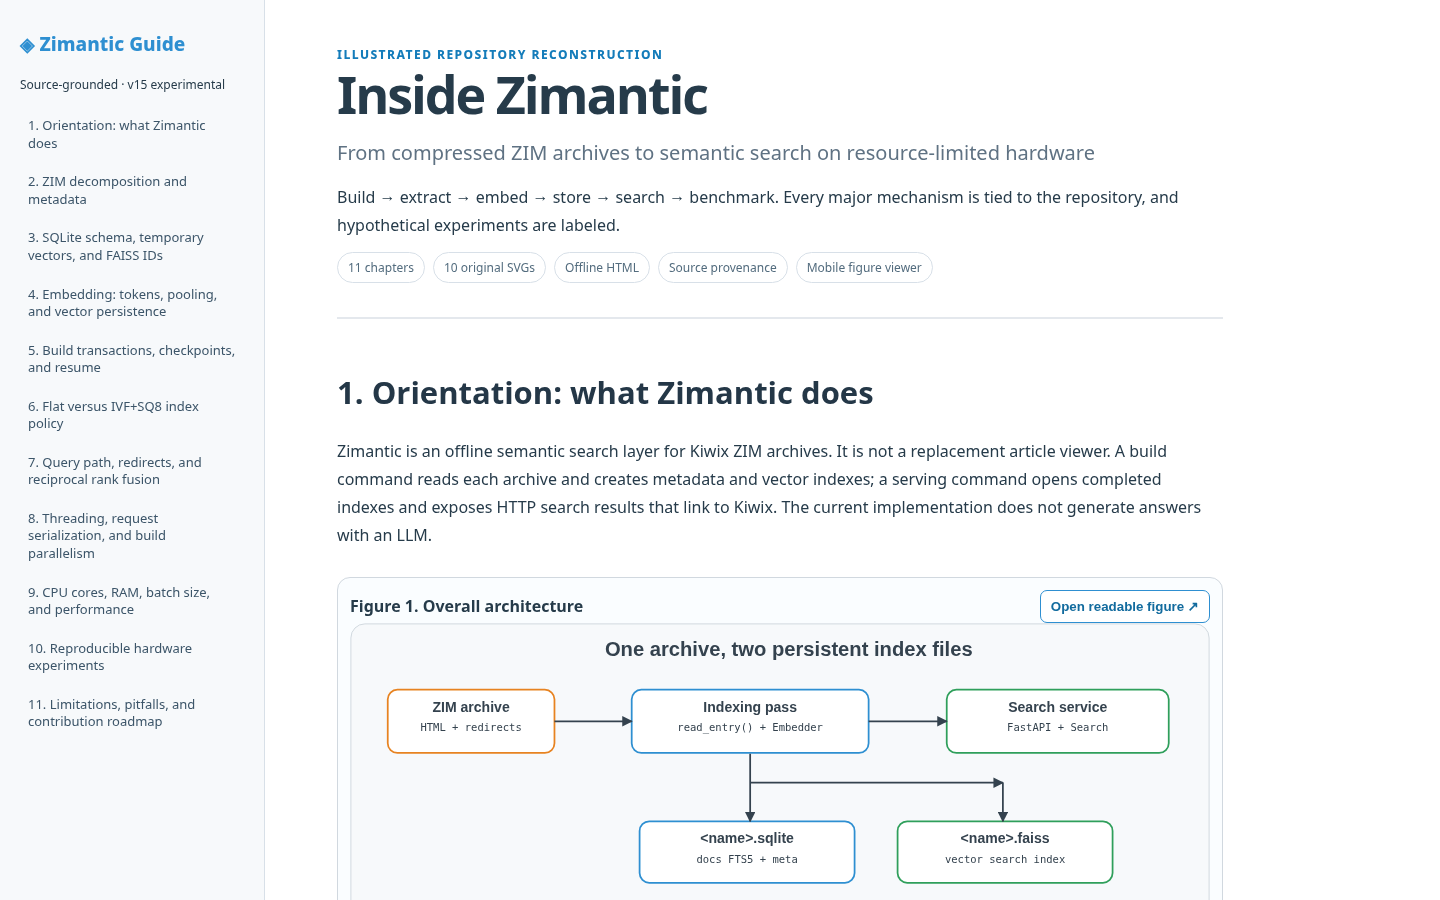 ◈ Zimantic Guide
Source-grounded · v15 experimental
1. Orientation: what Zimantic
does
2. ZIM decomposition and
metadata
3. SQLite schema, temporary
vectors, and FAISS IDs
4. Embedding: tokens, pooling,
and vector persistence
5. Build transactions, checkpoints,
and resume
6. Flat versus IVF+SQ8 index
policy
7. Query path, redirects, and
reciprocal rank fusion
8. Threading, request
serialization, and build
parallelism
9. CPU cores, RAM, batch size,
and performance
10. Reproducible hardware
experiments
11. Limitations, pitfalls, and
contribution roadmap
ILLUSTRATED REPOSITORY RECONSTRUCTION
Inside Zimantic
From compressed ZIM archives to semantic search on resource-limited hardware
Build → extract → embed → store → search → benchmark. Every major mechanism is tied to the repository, and
hypothetical experiments are labeled.
11 chapters
10 original SVGs
Offline HTML
Source provenance
Mobile figure viewer
1. Orientation: what Zimantic does
Zimantic is an offline semantic search layer for Kiwix ZIM archives. It is not a replacement article viewer. A build
command reads each archive and creates metadata and vector indexes; a serving command opens completed
indexes and exposes HTTP search results that link to Kiwix. The current implementation does not generate answers
with an LLM.
Figure 1. Overall architecture
Open readable figure ↗
One archive, two persistent index files
ZIM archive
HTML + redirects
Indexing pass
read_entry() + Embedder
Search service
FastAPI + Search
<name>.sqlite
docs FTS5 + meta
<name>.faiss
vector search index